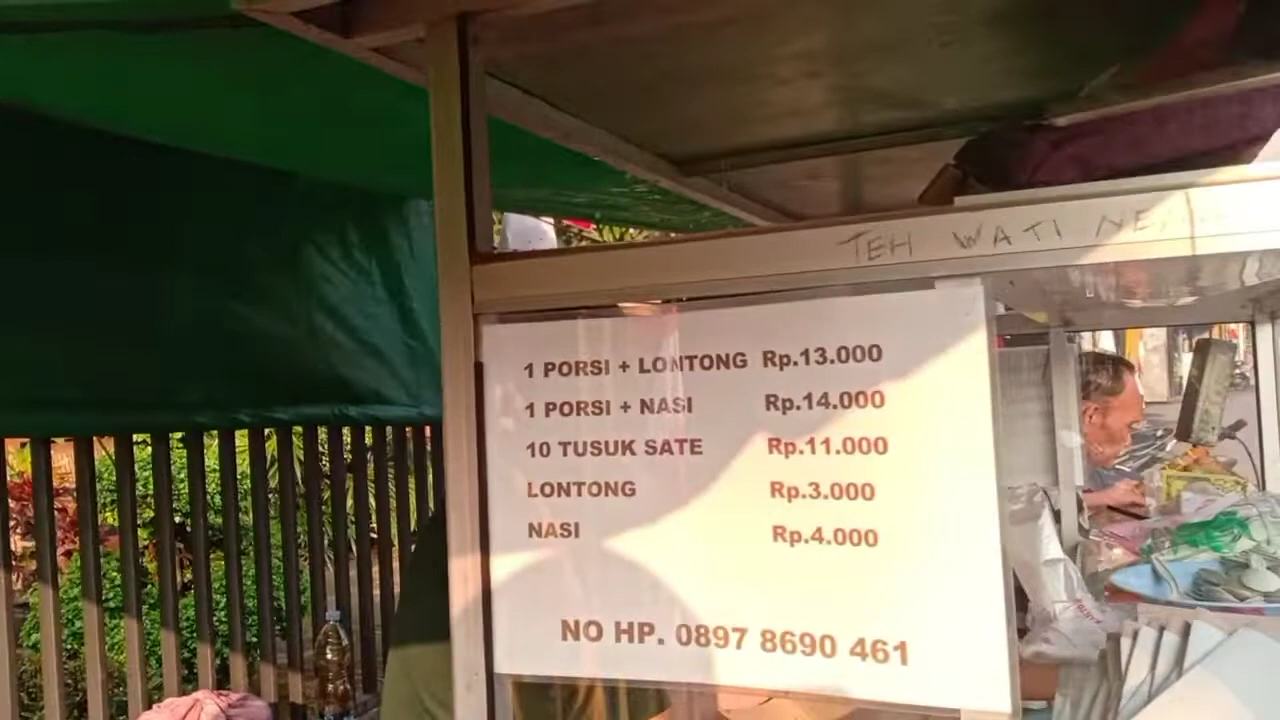 TEH WATI
1 PORSI + LONTONG Rp.13.000
1 PORSI + NASI Rp.14.000
10 TUSUK SATE Rp.11.000
LONTONG Rp.3.000
NASI Rp.4.000
NO HP. 0897 8690 461